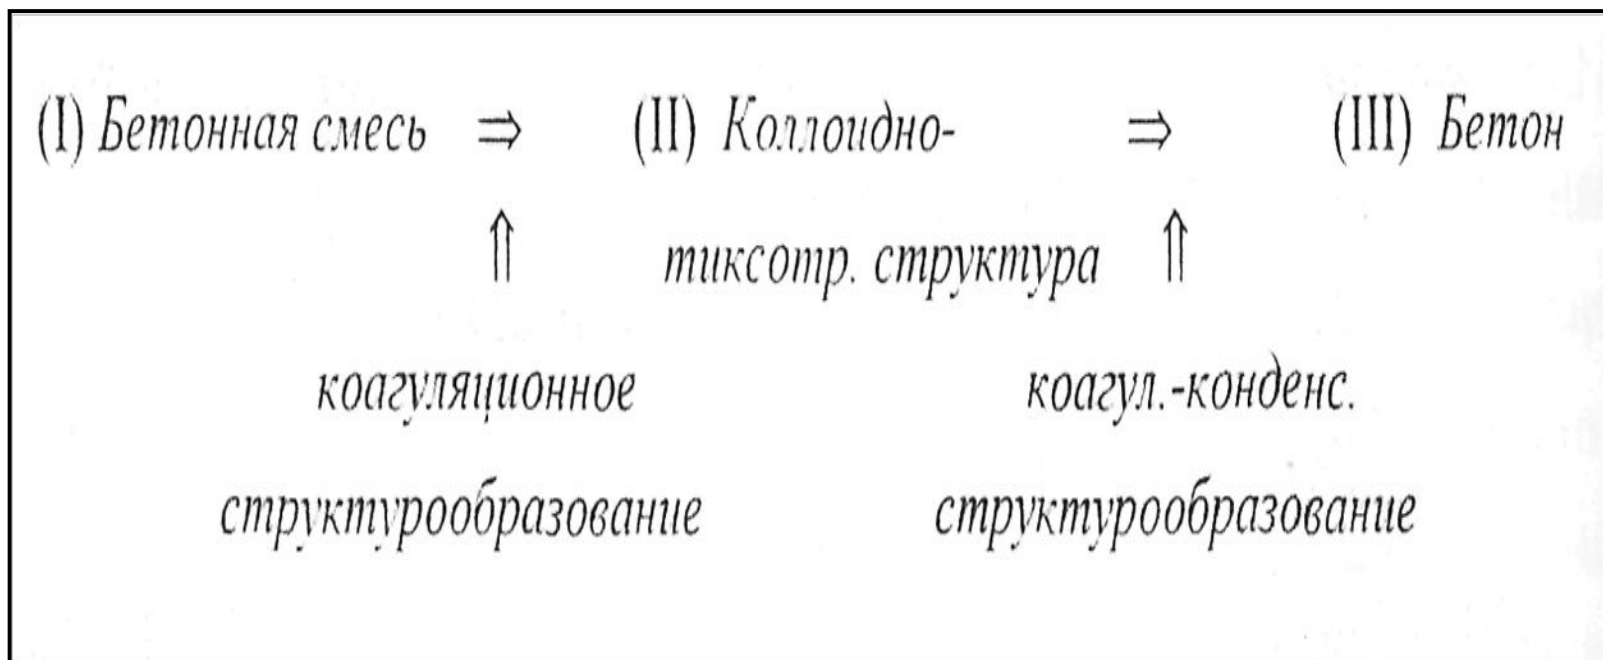 (I) Бетонная смесь ⇒ (II) Коллоидно- ⇒ (III) Бетон
⇑ тиксотр. структура ⇑
коагуляционное коагул.-конденс.
структурообразование структурообразование